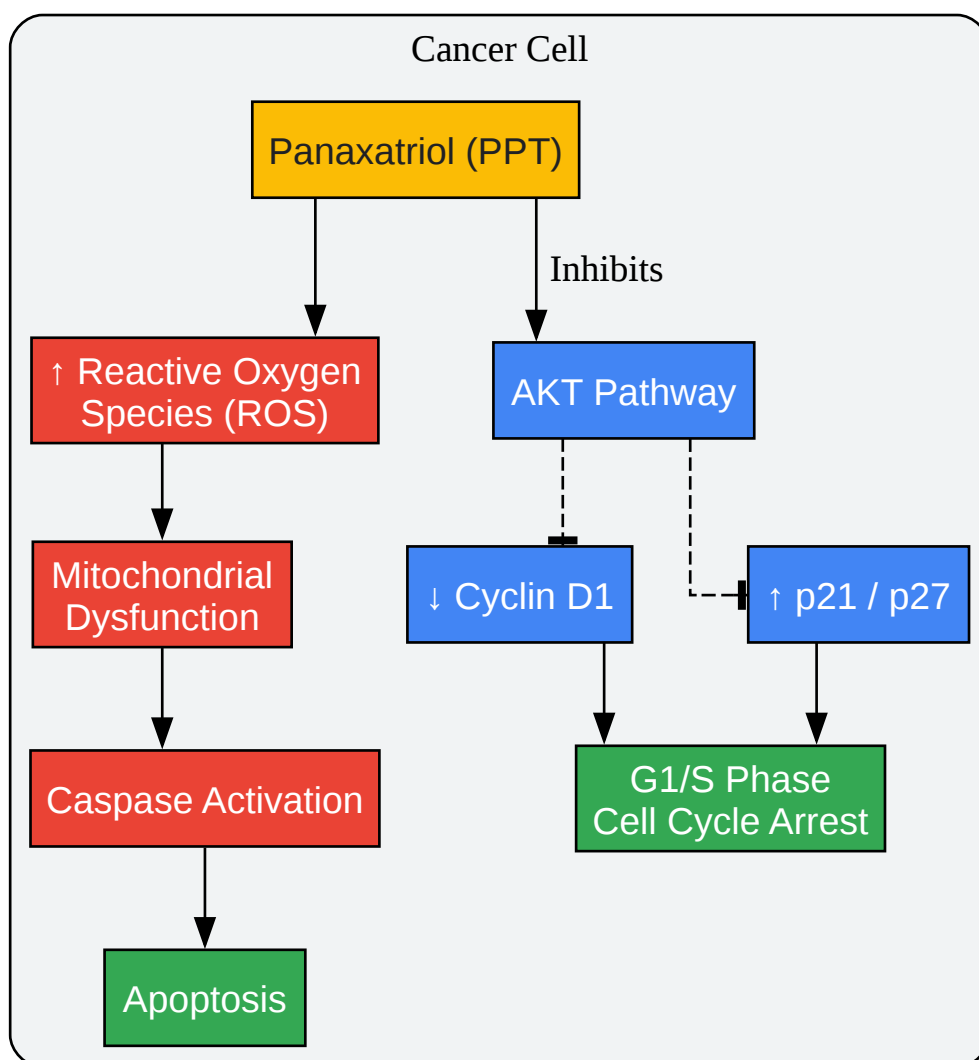 Cancer Cell
Panaxatriol (PPT)
Inhibits
↑ Reactive Oxygen
Species (ROS)
AKT Pathway
Mitochondrial
Dysfunction
↓ Cyclin D1
↑ p21 / p27
Caspase Activation
G1/S Phase
Cell Cycle Arrest
Apoptosis